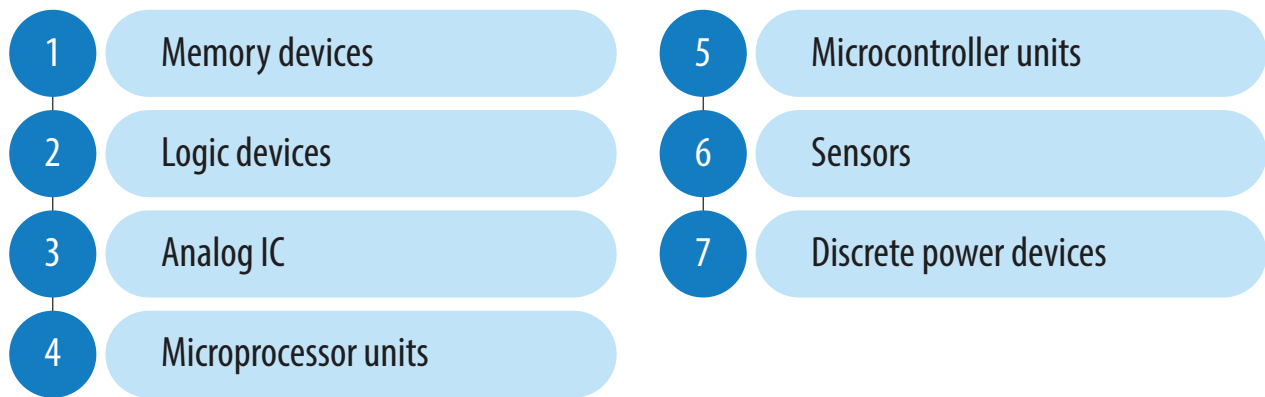 1 Memory devices
2 Logic devices
3 Analog IC
4 Microprocessor units
5 Microcontroller units
6 Sensors
7 Discrete power devices